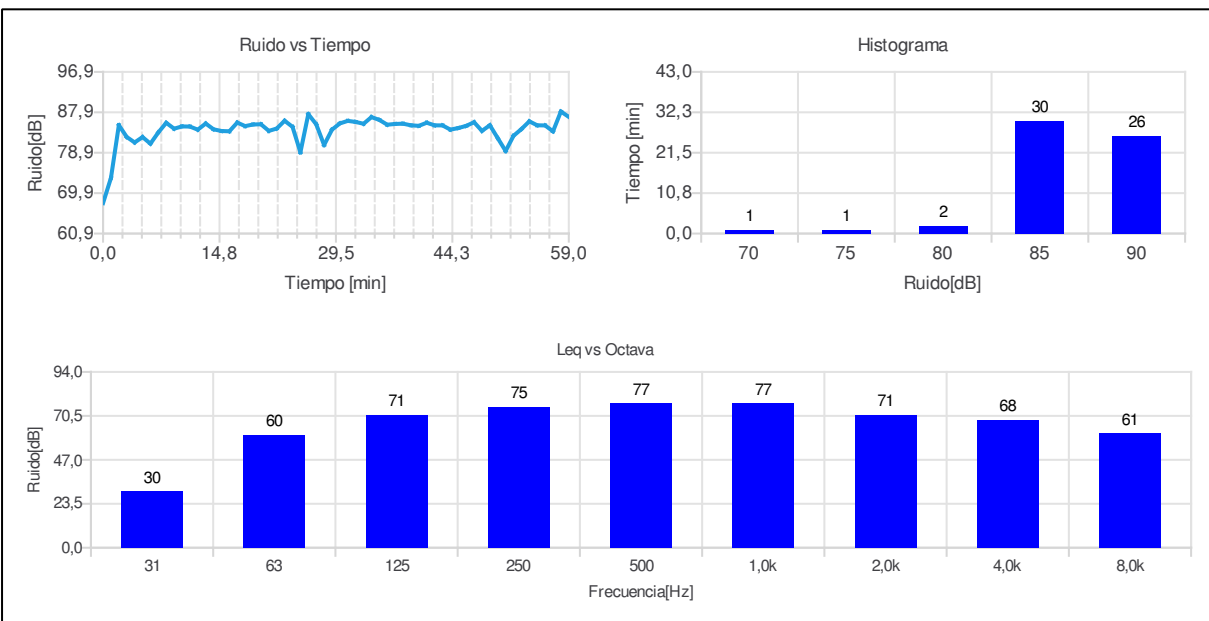 Ruido vs Tiempo
96,9
87,9
78,9
69,9
60,9
Ruido[dB]
0,0 14,8 29,5 44,3 59,0
Tiempo [min]
Histograma
43,0
32,3
21,5
10,8
0,0
Tiempo [min]
1 1 2 30 26
70 75 80 85 90
Ruido[dB]
Leq vs Octava
94,0
70,5
47,0
23,5
0,0
Ruido[dB]
30 60 71 75 77 77 71 68 61
31 63 125 250 500 1,0k 2,0k 4,0k 8,0k
Frecuencia[Hz]